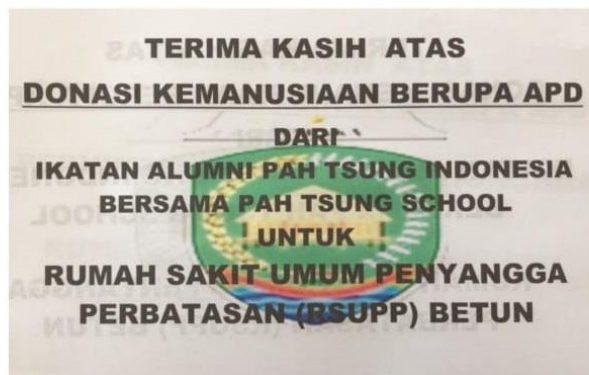 TERIMA KASIH ATAS
DONASI KEMANUSIAAN BERUPA APD
DARI
IKATAN ALUMNI PAH TSUNG INDONESIA
BERSAMA PAH TSUNG SCHOOL
UNTUK
RUMAH SAKIT UMUM PENYANGGA
PERBATASAN (RSUPP) BETUN